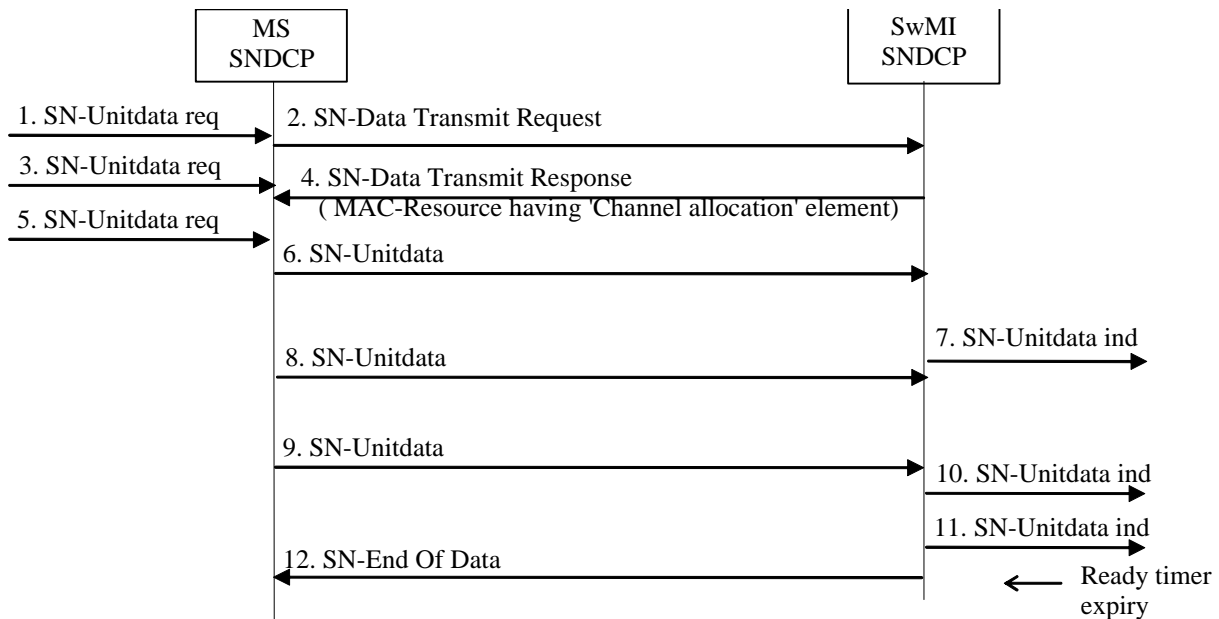 MS
SNDCP
SwMI
SNDCP
1. SN-Unitdata req
2. SN-Data Transmit Request
3. SN-Unitdata req
4. SN-Data Transmit Response
( MAC-Resource having 'Channel allocation' element)
5. SN-Unitdata req
6. SN-Unitdata
7. SN-Unitdata ind
8. SN-Unitdata
9. SN-Unitdata
10. SN-Unitdata ind
11. SN-Unitdata ind
12. SN-End Of Data
Ready timer
expiry